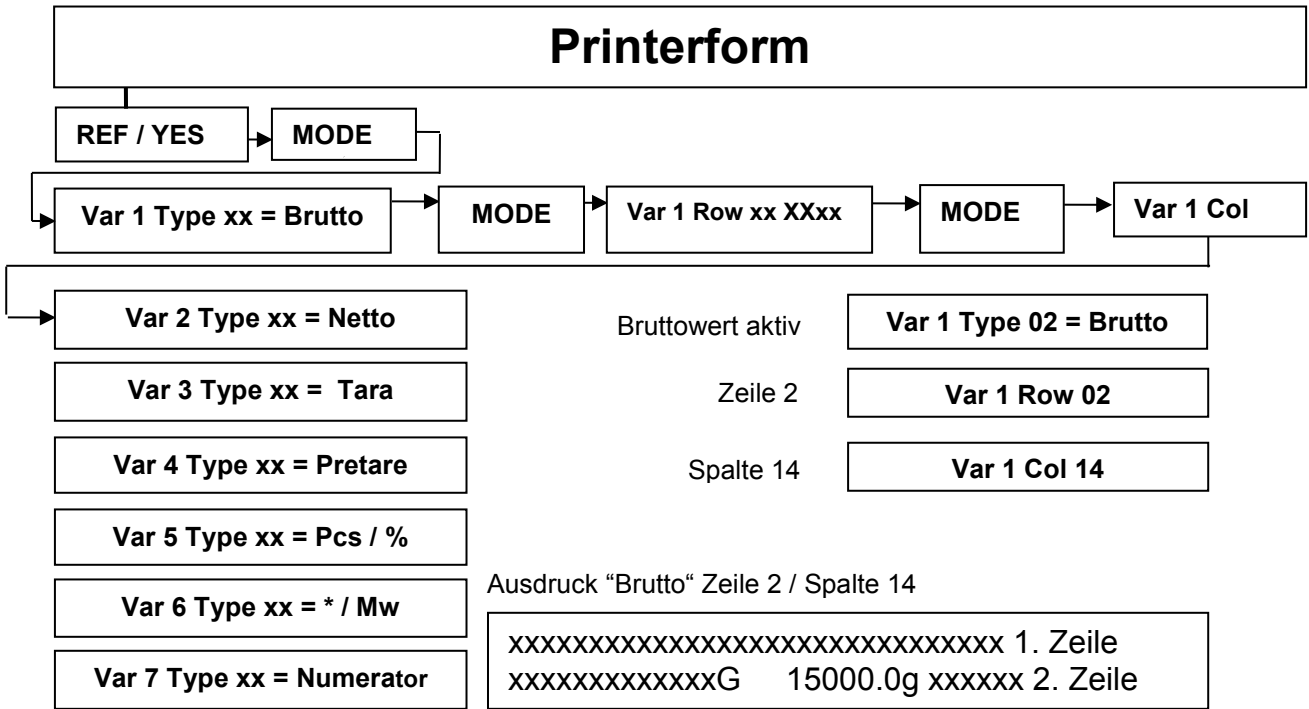 Printerform
REF / YES
MODE
Var 1 Type xx = Brutto
MODE
Var 1 Row xx XXxx
MODE
Var 1 Col
Var 2 Type xx = Netto
Bruttowert aktiv
Var 1 Type 02 = Brutto
Var 3 Type xx = Tara
Zeile 2
Var 1 Row 02
Var 4 Type xx = Pretare
Spalte 14
Var 1 Col 14
Var 5 Type xx = Pcs / %
Var 6 Type xx = * / Mw
Var 7 Type xx = Numerator
Ausdruck “Brutto“ Zeile 2 / Spalte 14
xxxxxxxxxxxxxxxxxxxxxxxxxxxxxxx 1. Zeile
xxxxxxxxxxxxxG 15000.0g xxxxxx 2. Zeile